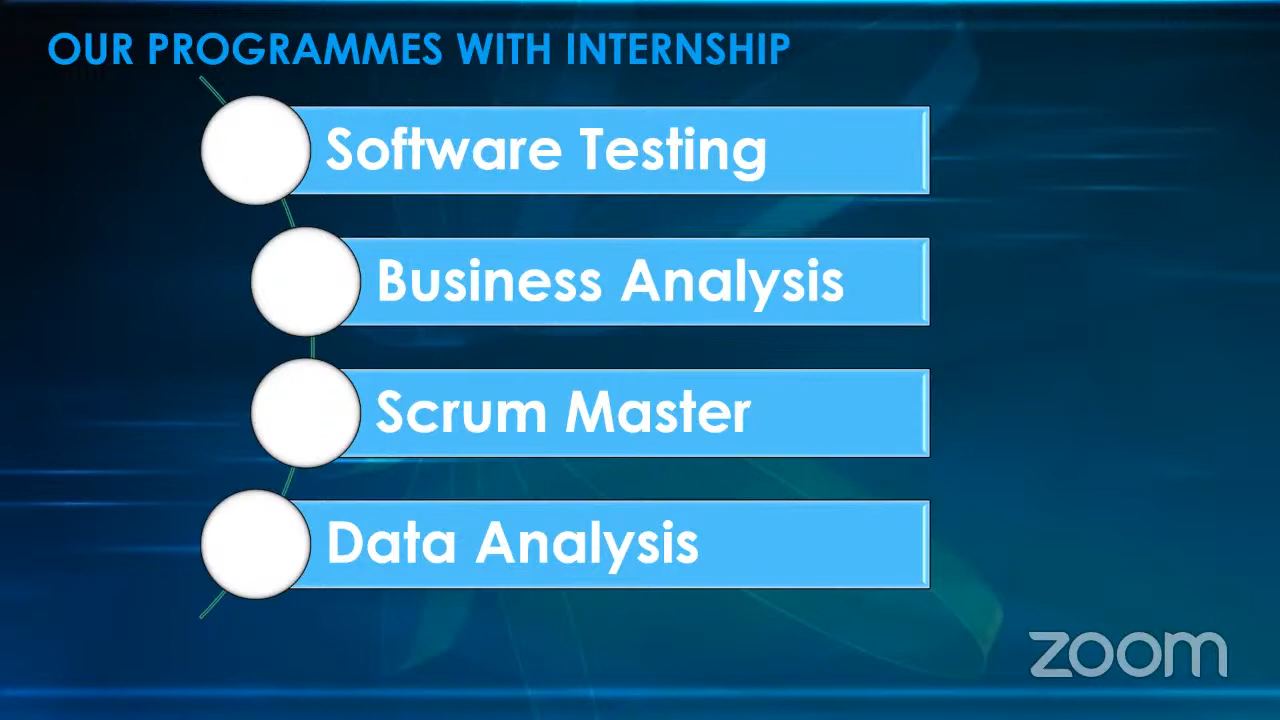 OUR PROGRAMMES WITH INTERNSHIP
Software Testing
Business Analysis
Scrum Master
Data Analysis
zoom